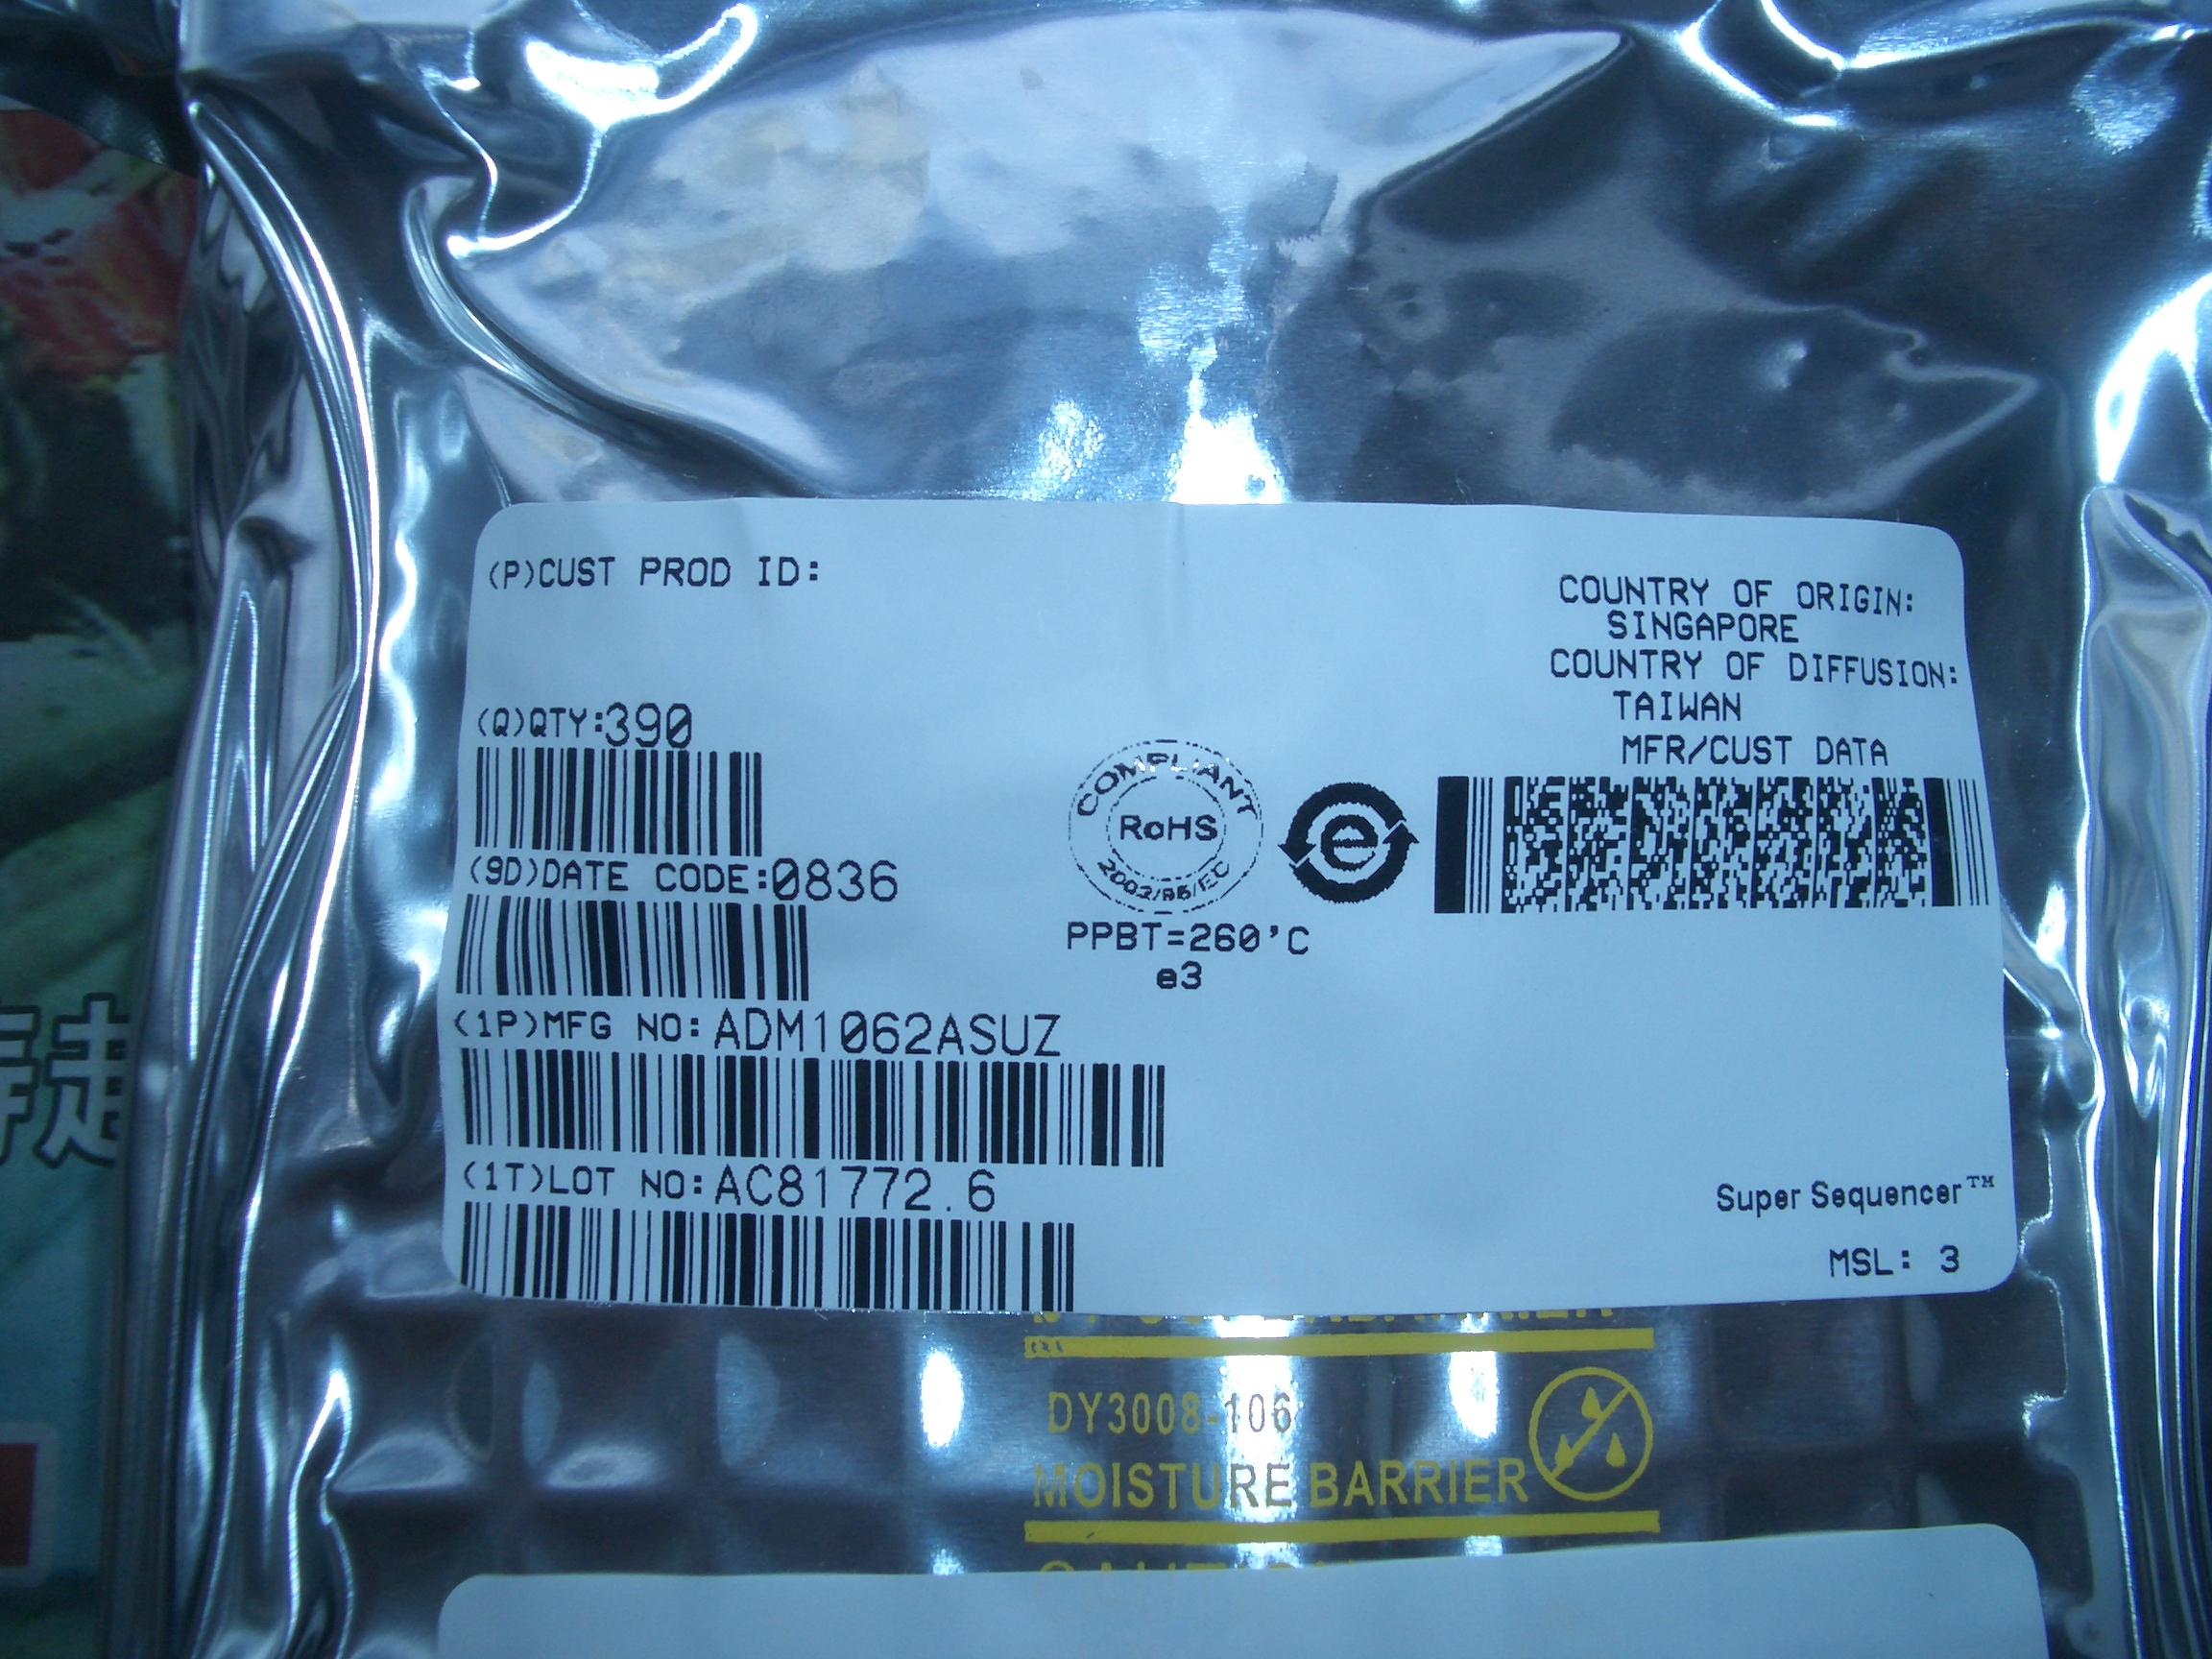 (P)CUST PROD ID:
COUNTRY OF ORIGIN:
SINGAPORE
COUNTRY OF DIFFUSION:
TAIWAN
MFR/CUST DATA
(Q)QTY:390
(9D)DATE CODE:0836
COMPLIANT
RoHS
2002/95/EC
e
PPBT=260'C
e3
(1P)MFG NO:ADM1062ASUZ
(1T)LOT NO:AC81772.6
Super Sequencer™
MSL: 3
DY3008-106
MOISTURE BARRIER